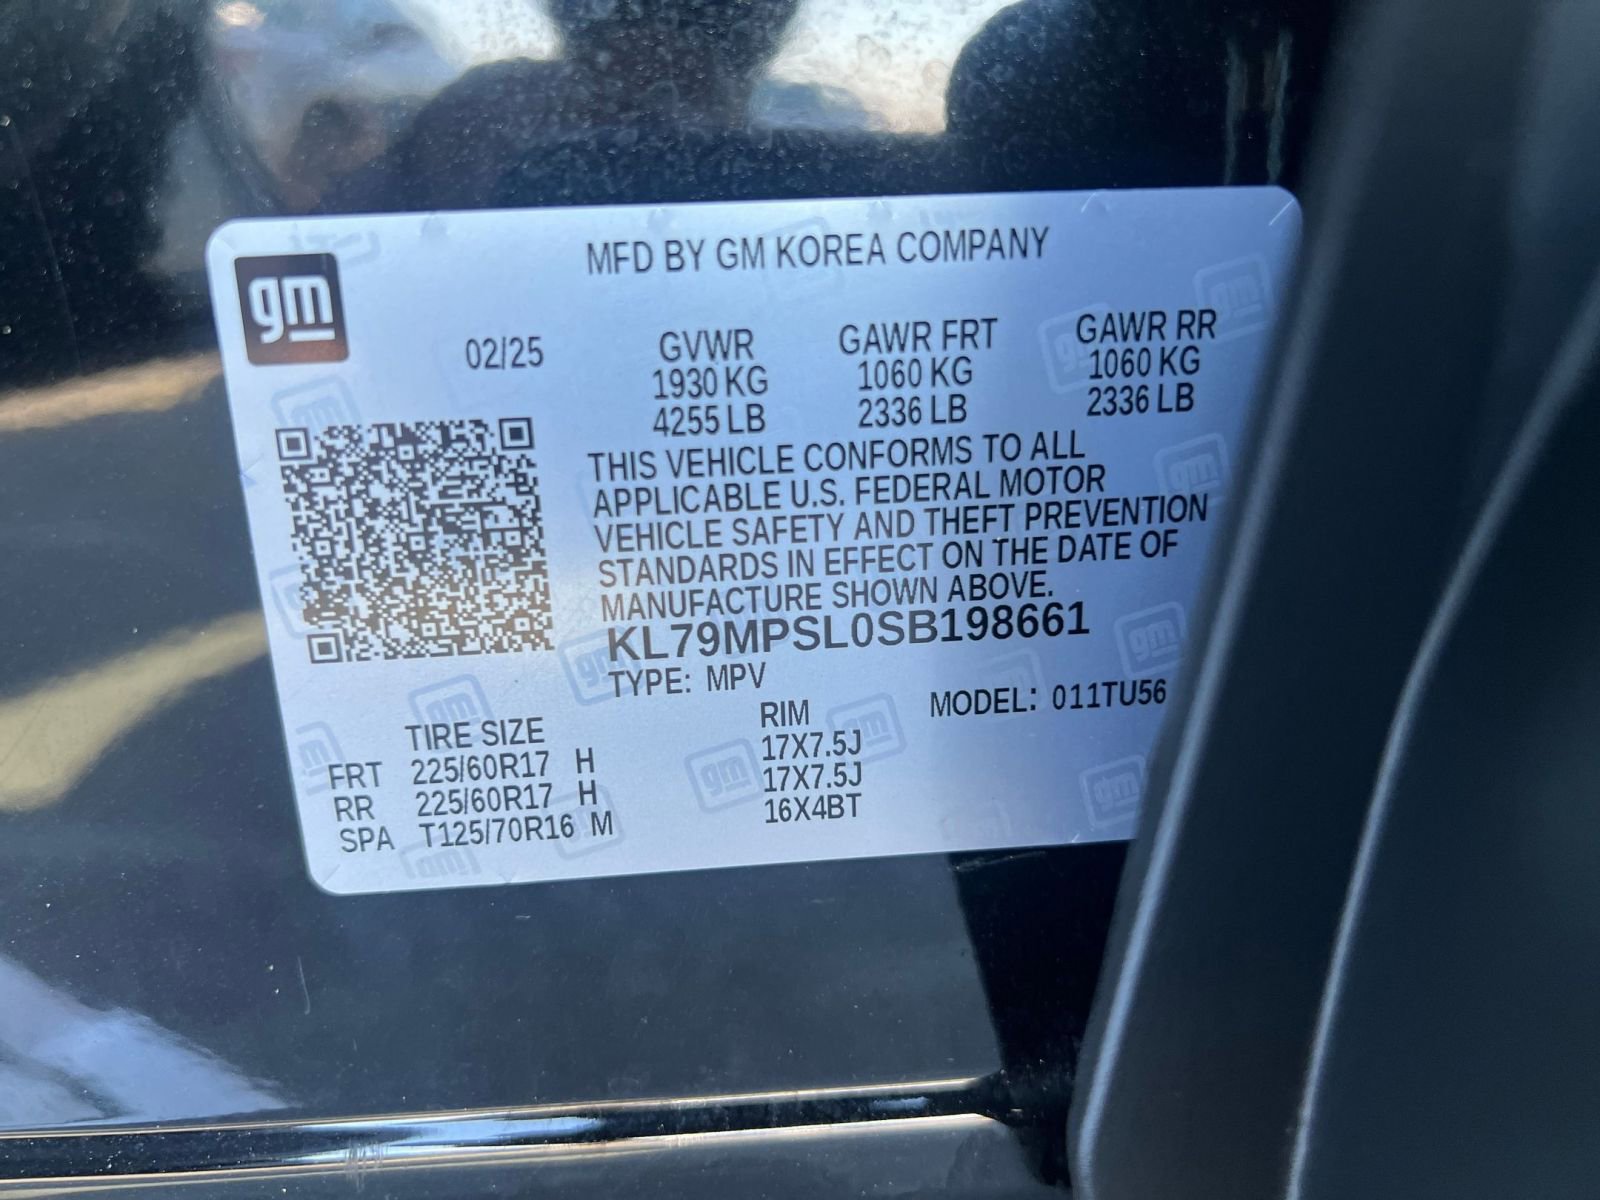 gm
MFD BY GM KOREA COMPANY
02/25
GVWR
1930 KG
4255 LB
GAWR FRT
1060 KG
2336 LB
GAWR RR
1060 KG
2336 LB
THIS VEHICLE CONFORMS TO ALL
APPLICABLE U.S. FEDERAL MOTOR
VEHICLE SAFETY AND THEFT PREVENTION
STANDARDS IN EFFECT ON THE DATE OF
MANUFACTURE SHOWN ABOVE.
KL79MPSL0SB198661
TYPE: MPV
MODEL: 011TU56
TIRE SIZE RIM
FRT 225/60R17 H 17X7.5J
RR 225/60R17 H 17X7.5J
SPA T125/70R16 M 16X4BT